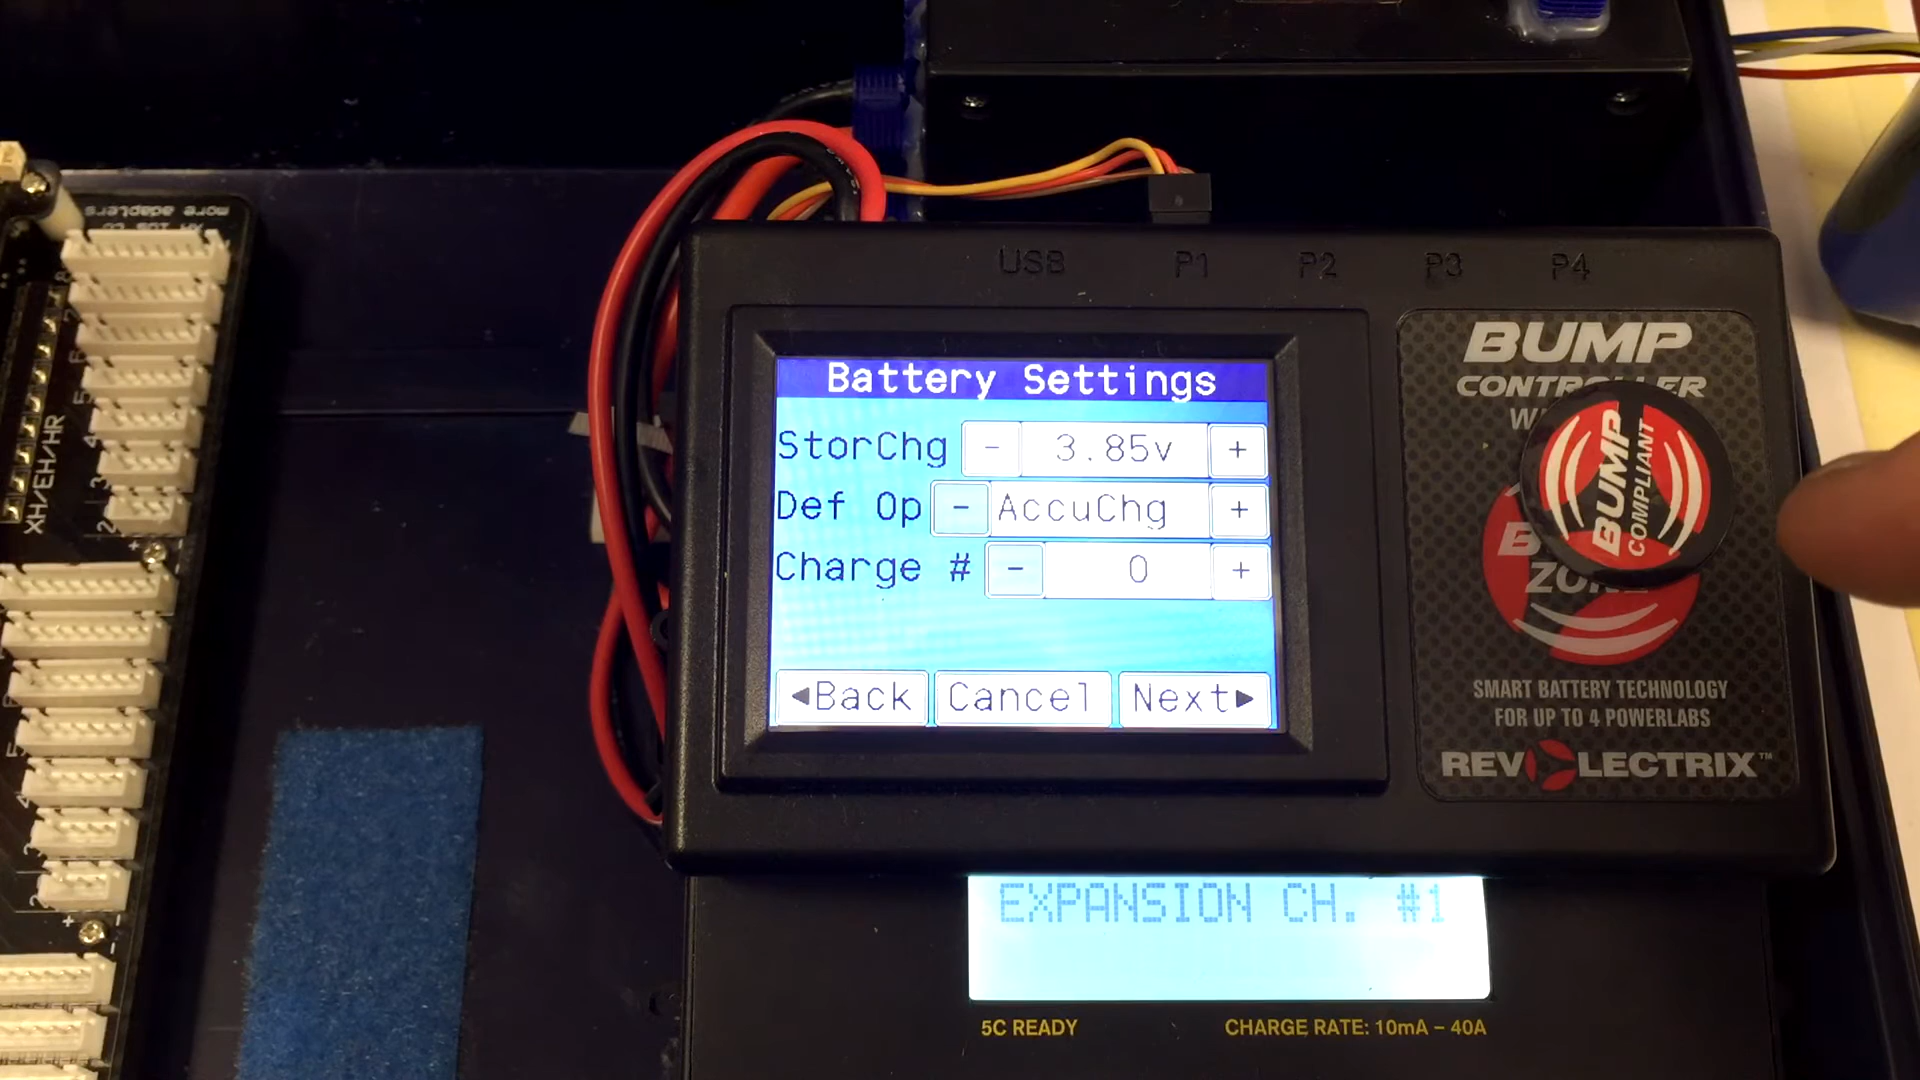 more adapters
XH/EH/HR
USB P1 P2 P3 P4
Battery Settings
StorChg - 3.85v +
Def Op - AccuChg +
Charge # - 0 +
◄Back Cancel Next►
BUMP
CONTROLLER
BUMP
COMPLIANT
ZONE
SMART BATTERY TECHNOLOGY
FOR UP TO 4 POWERLABS
REVOLECTRIX™
EXPANSION CH. #1
5C READY CHARGE RATE: 10mA – 40A